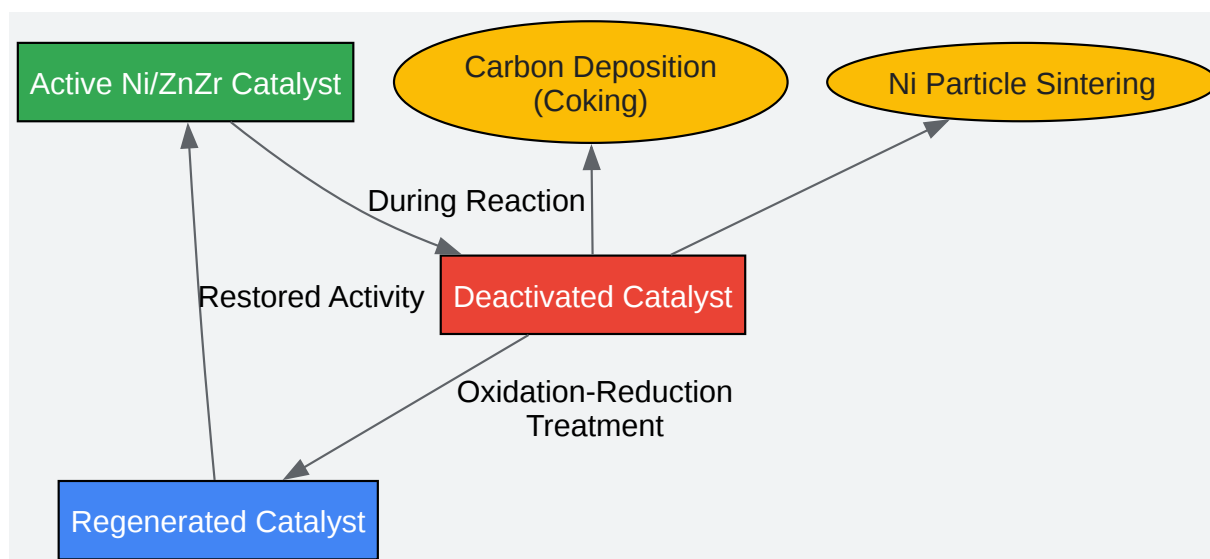 Active Ni/ZnZr Catalyst
Carbon Deposition
(Coking)
Ni Particle Sintering
During Reaction
Restored Activity
Deactivated Catalyst
Oxidation-Reduction
Treatment
Regenerated Catalyst